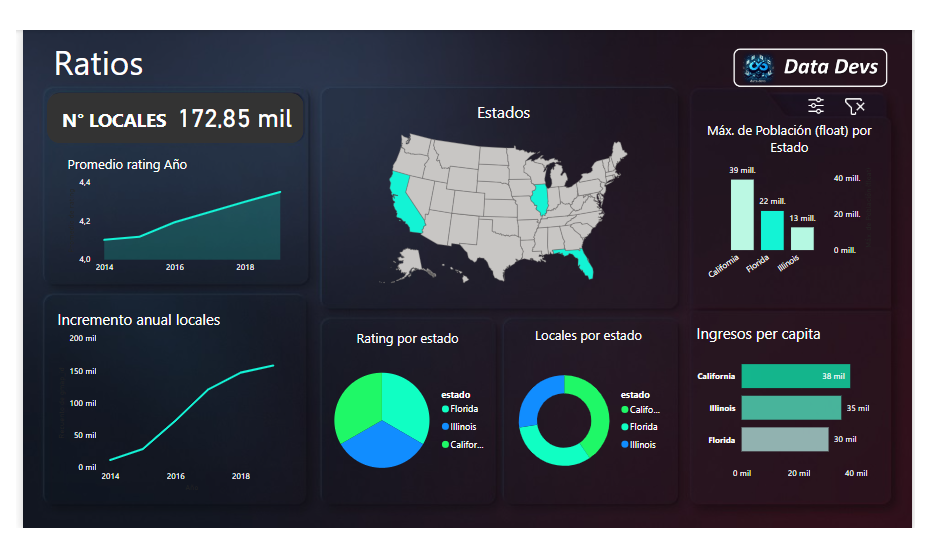 Ratios
Data Devs
N° LOCALES 172,85 mil
Promedio rating Año
4,4
4,2
4,0
2014
2016
2018
Estados
Máx. de Población (float) por
Estado
39 mill.
22 mill.
13 mill.
40 mill.
20 mill.
0 mill.
California
Florida
Illinois
Incremento anual locales
200 mil
150 mil
100 mil
50 mil
0 mil
2014
2016
2018
Rating por estado
estado
Florida
Illinois
Califor...
Locales por estado
estado
Califo...
Florida
Illinois
Ingresos per capita
California
38 mil
Illinois
35 mil
Florida
30 mil
0 mil
20 mil
40 mil